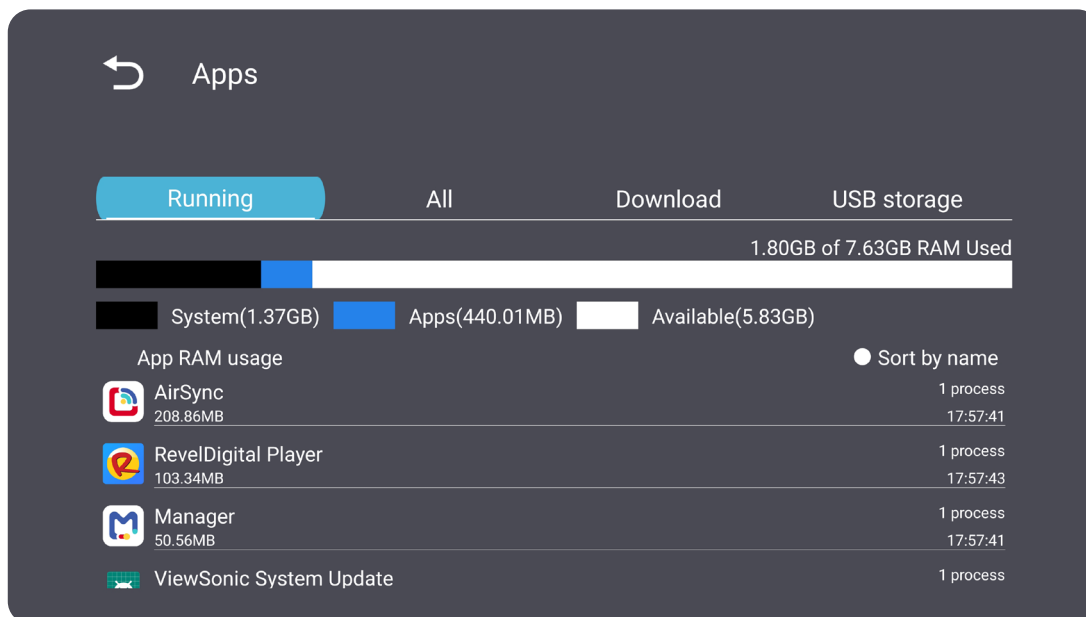 Apps
Running All Download USB storage
1.80GB of 7.63GB RAM Used
System(1.37GB) Apps(440.01MB) Available(5.83GB)
App RAM usage Sort by name
AirSync 1 process
208.86MB 17:57:41
RevelDigital Player 1 process
103.34MB 17:57:43
Manager 1 process
50.56MB 17:57:41
ViewSonic System Update 1 process